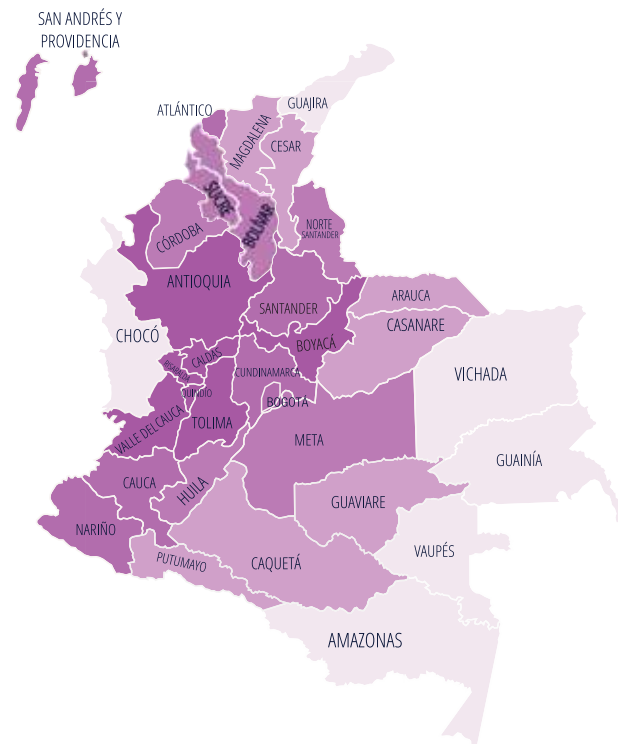 SAN ANDRÉS Y
PROVIDENCIA
ATLÁNTICO
GUAJIRA
MAGDALENA
CESAR
SUCRE
BOLÍVAR
NORTE
SANTANDER
CÓRDOBA
ANTIOQUIA
SANTANDER
ARAUCA
CASANARE
CHOCÓ
BOYACÁ
CALDAS
RISARALDA
CUNDINAMARCA
VICHADA
QUINDÍO
BOGOTÁ
VALLE DEL CAUCA
TOLIMA
META
GUAINÍA
CAUCA
HUILA
GUAVIARE
NARIÑO
VAUPÉS
PUTUMAYO
CAQUETÁ
AMAZONAS